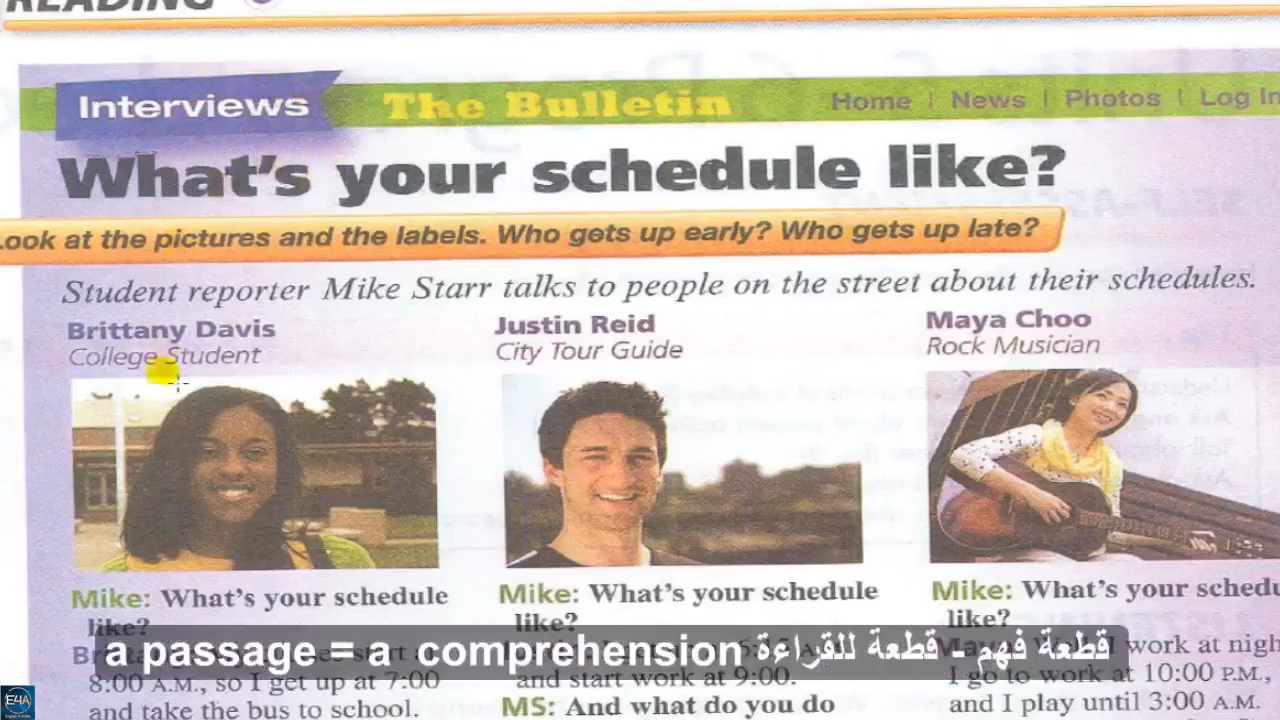 READING
Interviews
The Bulletin
Home | News | Photos | Log In
What's your schedule like?
Look at the pictures and the labels. Who gets up early? Who gets up late?
Student reporter Mike Starr talks to people on the street about their schedules.
Brittany Davis
College Student
Mike: What's your schedule
like?
start at
8:00 A.M., so I get up at 7:00
and take the bus to school.
Justin Reid
City Tour Guide
Mike: What's your schedule
like?
and start work at 9:00.
MS: And what do you do
Maya Choo
Rock Musician
Mike: What's your
like?
I work at night
I go to work at 10:00 P.M.,
and I play until 3:00 A.M.
a passage = a comprehension قطعة فهم - قطعة للقراءة
E4A